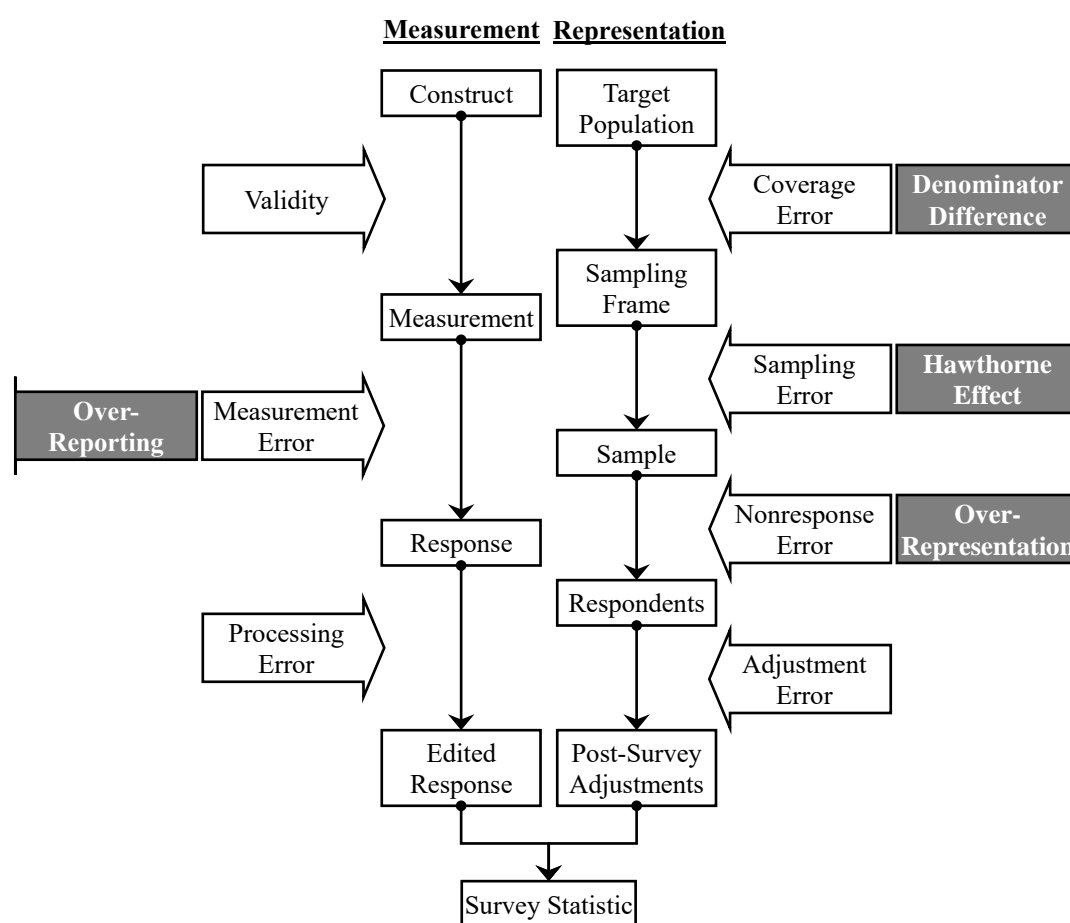 Measurement Representation
Construct
Target
Population
Validity
Coverage
Error
Denominator
Difference
Sampling
Frame
Measurement
Sampling
Error
Hawthorne
Effect
Over-
Reporting
Measurement
Error
Sample
Nonresponse
Error
Over-
Representation
Response
Respondents
Processing
Error
Adjustment
Error
Edited
Response
Post-Survey
Adjustments
Survey Statistic